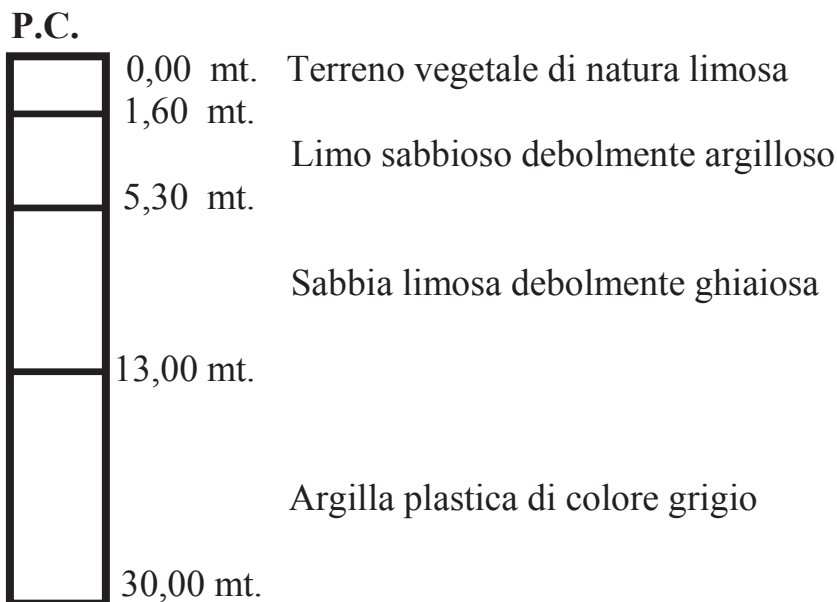 P.C.
0,00 mt. Terreno vegetale di natura limosa
1,60 mt.
Limo sabbioso debolmente argilloso
5,30 mt.
Sabbia limosa debolmente ghiaiosa
13,00 mt.
Argilla plastica di colore grigio
30,00 mt.